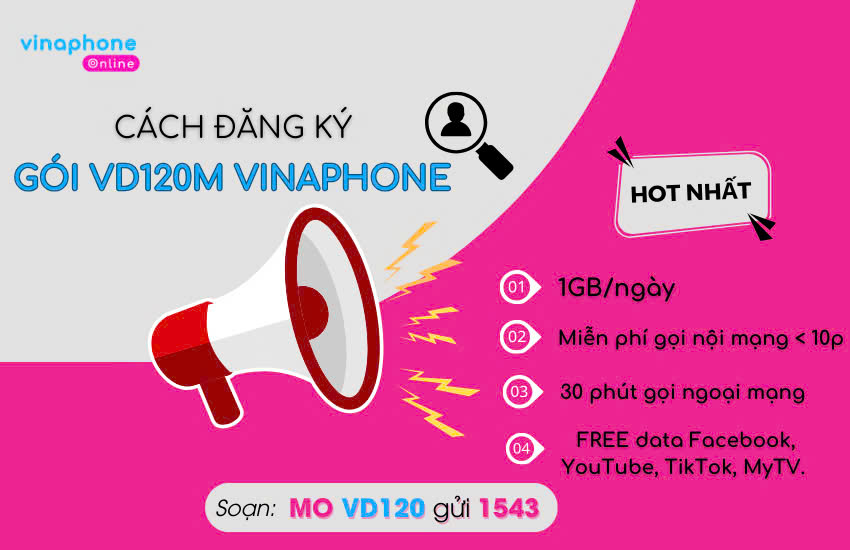 vinaphone
Online
CÁCH ĐĂNG KÝ
GÓI VD120M VINAPHONE
HOT NHẤT
01 1GB/ngày
02 Miễn phí gọi nội mạng < 10p
03 30 phút gọi ngoại mạng
04 FREE data Facebook,
YouTube, TikTok, MyTV.
Soạn: MO VD120 gửi 1543